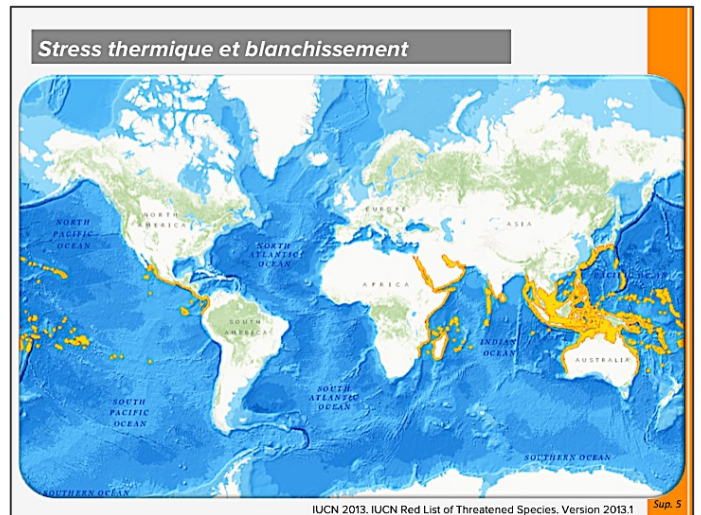 Stress thermique et blanchissement
NORTH
PACIFIC
OCEAN
NORTH
AMERICA
NORTH
ATLANTIC
OCEAN
EUROPE
ASIA
AFRICA
PACIFIC OCEAN
SOUTH
AMERICA
INDIAN
OCEAN
AUSTRALIA
SOUTH
PACIFIC
OCEAN
SOUTH
ATLANTIC
OCEAN
SOUTHERN OCEAN
SOUTHERN OCEAN
IUCN 2013. IUCN Red List of Threatened Species. Version 2013.1
Sup. 5